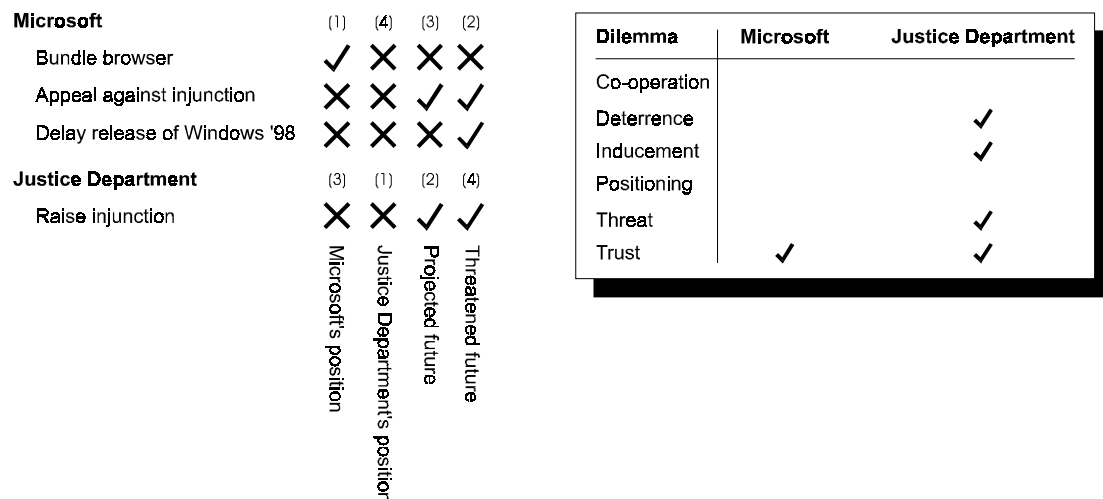 Microsoft (1) (4) (3) (2)
Bundle browser ✓ ✗ ✗ ✗
Appeal against injunction ✗ ✗ ✓ ✓
Delay release of Windows '98 ✗ ✗ ✗ ✓
Justice Department (3) (1) (2) (4)
Raise injunction ✗ ✗ ✓ ✓
Microsoft's position
Justice Department's position
Projected future
Threatened future
Dilemma Microsoft Justice Department
Co-operation
Deterrence ✓
Inducement ✓
Positioning
Threat ✓
Trust ✓ ✓